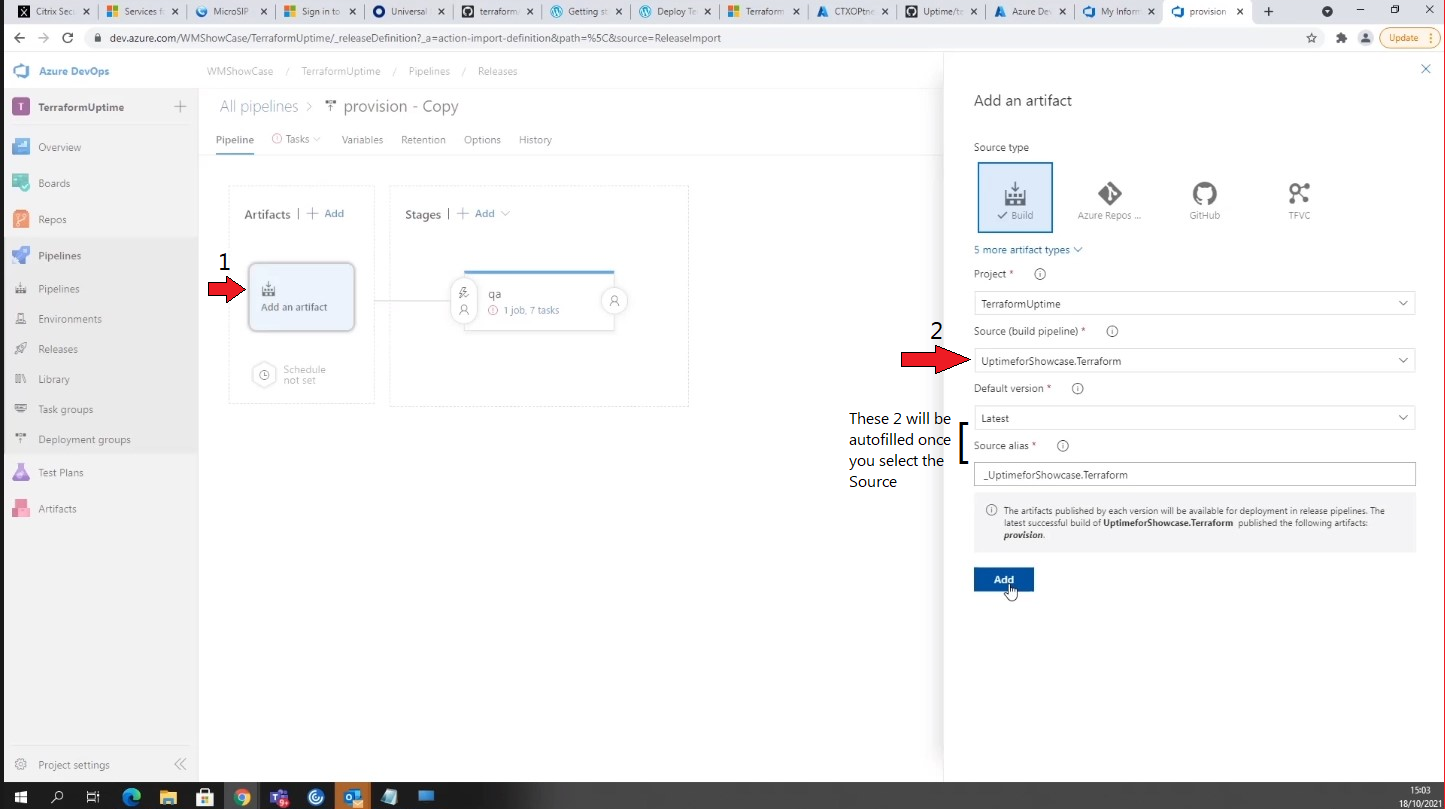 Citrix Sec
Services f
MicroSIP
Sign in to
Universal
terraform
Getting st
Deploy Te
Terraform
CTXOPtne
Uptime/te
Azure Dev
My Inform
provision
dev.azure.com/WMShowCase/TerraformUptime/_releaseDefinition?_a=action-import-definition&path=%5C&source=ReleaseImport
Update
Azure DevOps
WMShowCase / TerraformUptime / Pipelines / Releases
T TerraformUptime
Overview
Boards
Repos
Pipelines
Pipelines
Environments
Releases
Library
Task groups
Deployment groups
Test Plans
Artifacts
Project settings
All pipelines > provision - Copy
Pipeline Tasks Variables Retention Options History
Artifacts | + Add
Stages | + Add
1
Add an artifact
Schedule
not set
qa
1 job, 7 tasks
Add an artifact
Source type
Build
Azure Repos ...
GitHub
TFVC
5 more artifact types
Project *
TerraformUptime
Source (build pipeline) *
2
UptimeforShowcase.Terraform
Default version *
Latest
These 2 will be
autofilled once
you select the
Source
Source alias *
_UptimeforShowcase.Terraform
The artifacts published by each version will be available for deployment in release pipelines. The
latest successful build of UptimeforShowcase.Terraform published the following artifacts:
provision.
Add
15:03
18/10/2021